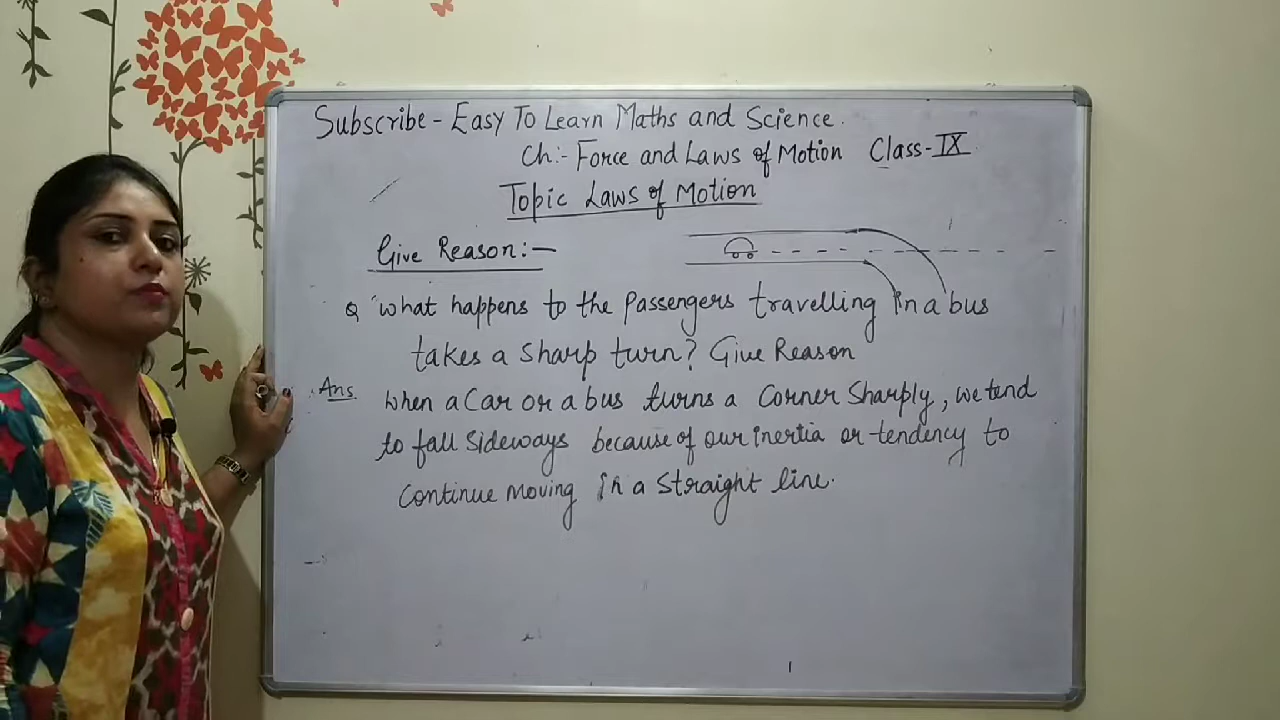 Subscribe - Easy To Learn Maths and Science.
Ch:- Force and Laws of Motion Class-IX
Topic Laws of Motion
Give Reason:-
Q What happens to the Passengers travelling in a bus
takes a sharp turn? Give Reason
Ans. When a Car or a bus turns a Corner Sharply, we tend
to fall Sideways because of our inertia or tendency to
Continue moving in a Straight line.